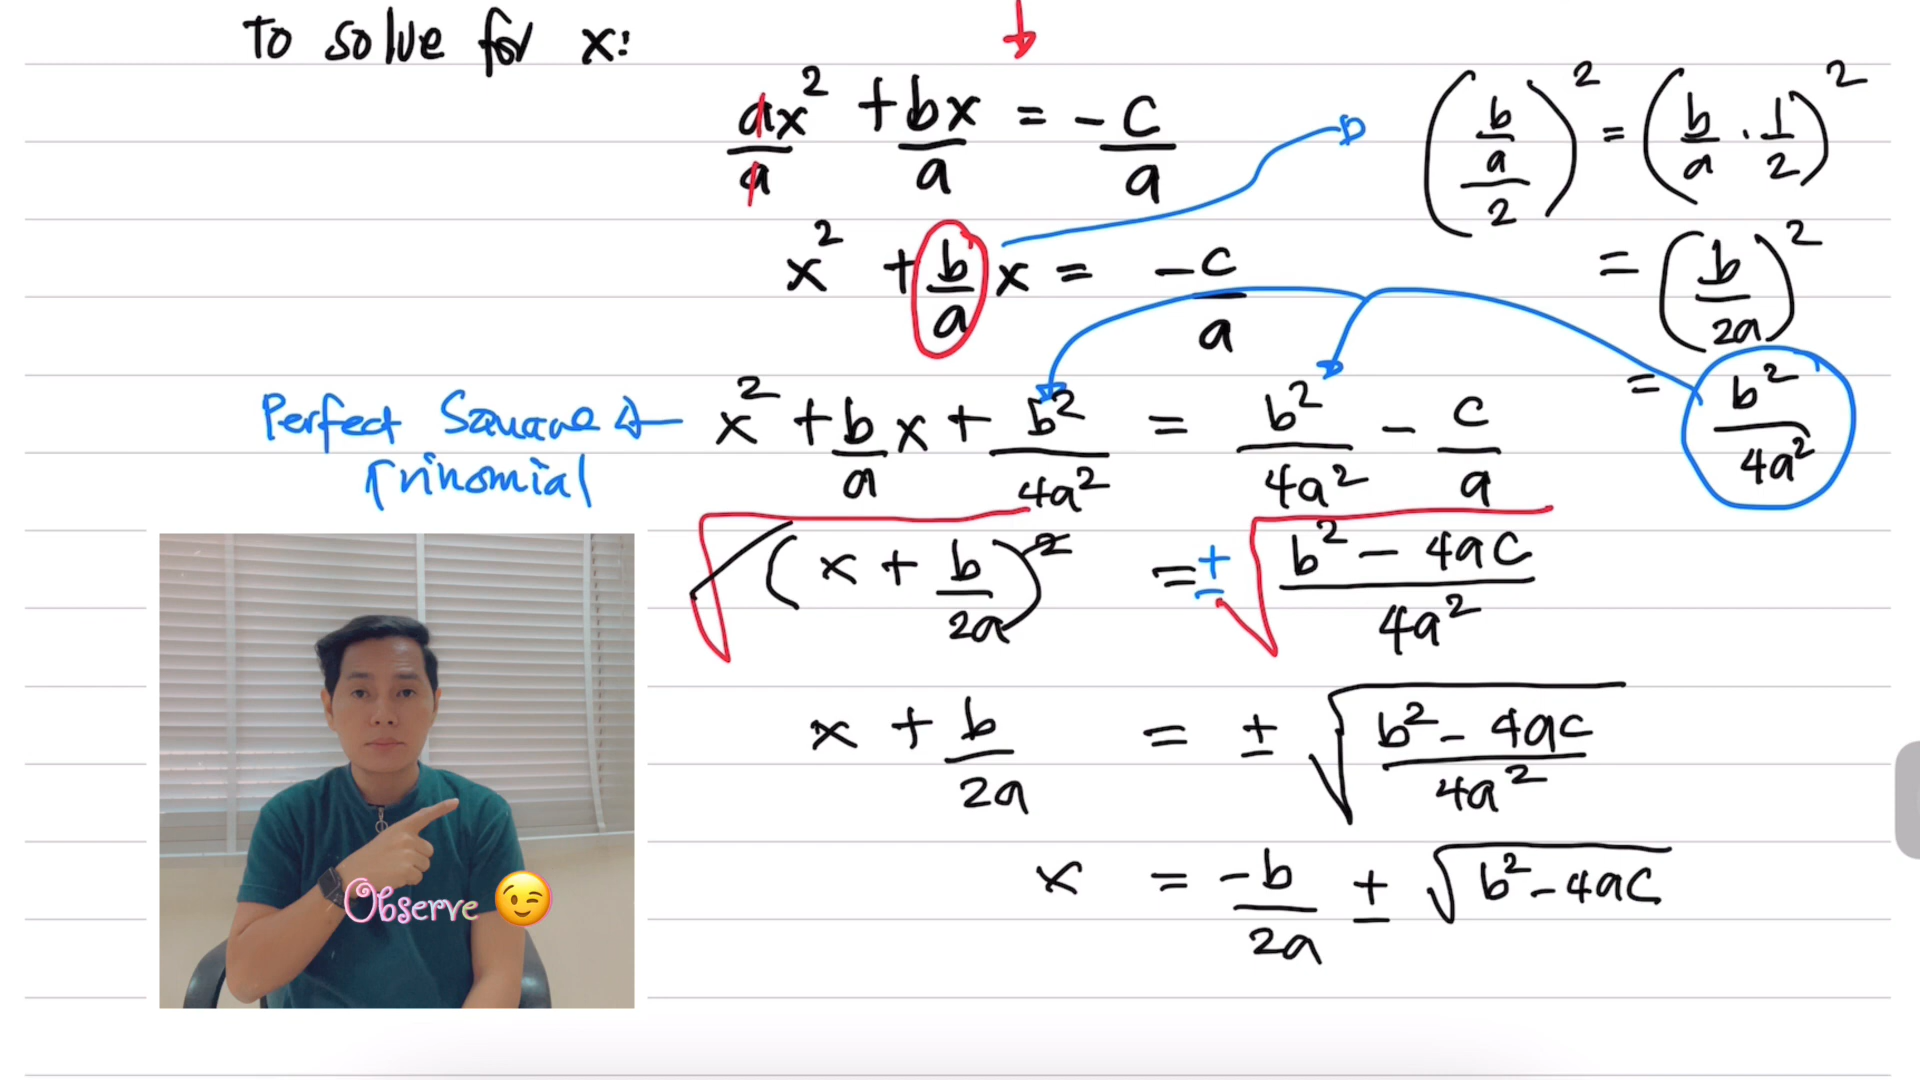 To solve for x:
ax²/a + bx/a = -c/a
x² + b/a x = -c/a
x² + b/a x + b²/4a² = b²/4a² - c/a
Perfect Square
Trinomial
√(x + b/2a)² = ± √(b² - 4ac)/4a²
x + b/2a = ± √(b² - 4ac)/4a²
x = -b/2a ± √b² - 4ac
((b/a)/2)² = (b/a · 1/2)²
= (b/2a)²
= b²/4a²
Observe 😉